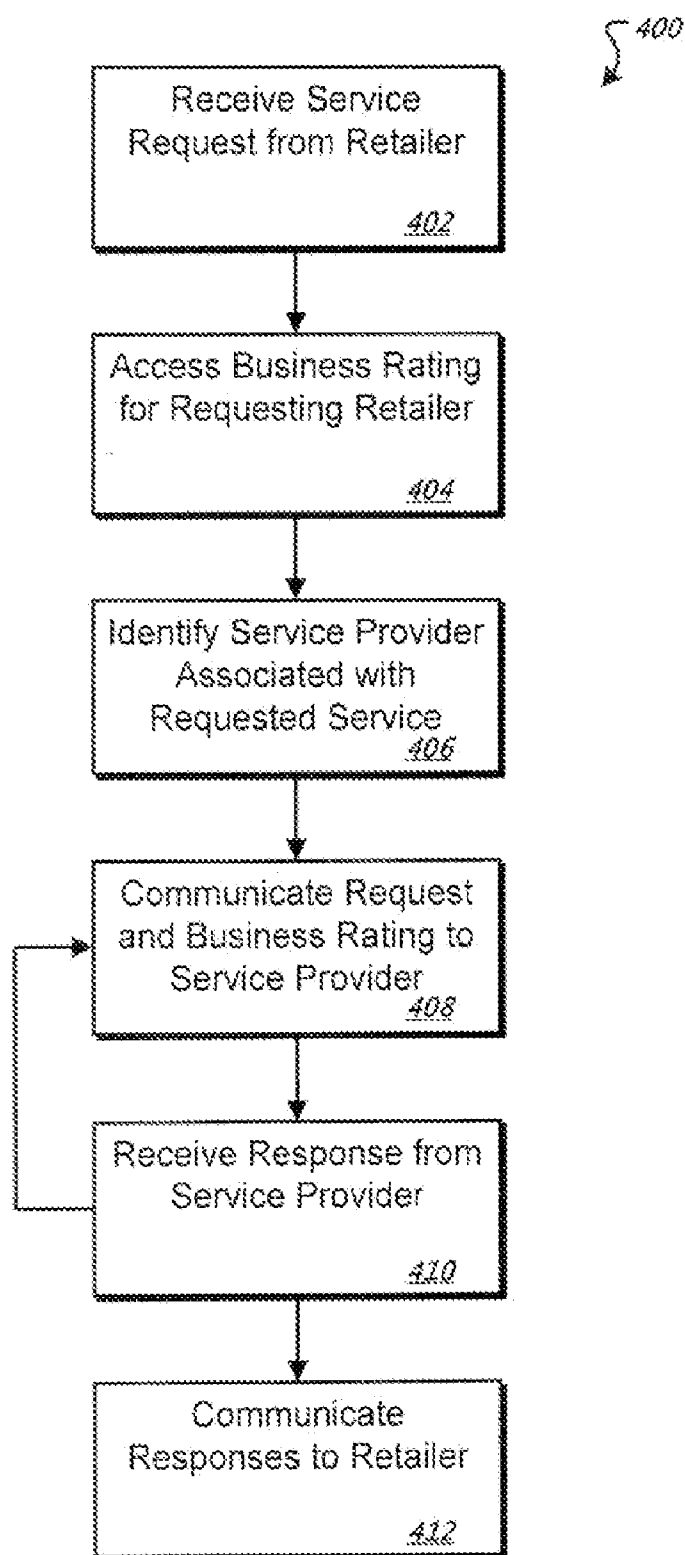 400
Receive Service
Request from Retailer
402
Access Business Rating
for Requesting Retailer
404
Identify Service Provider
Associated with
Requested Service
406
Communicate Request
and Business Rating to
Service Provider
408
Receive Response from
Service Provider
410
Communicate
Responses to Retailer
412